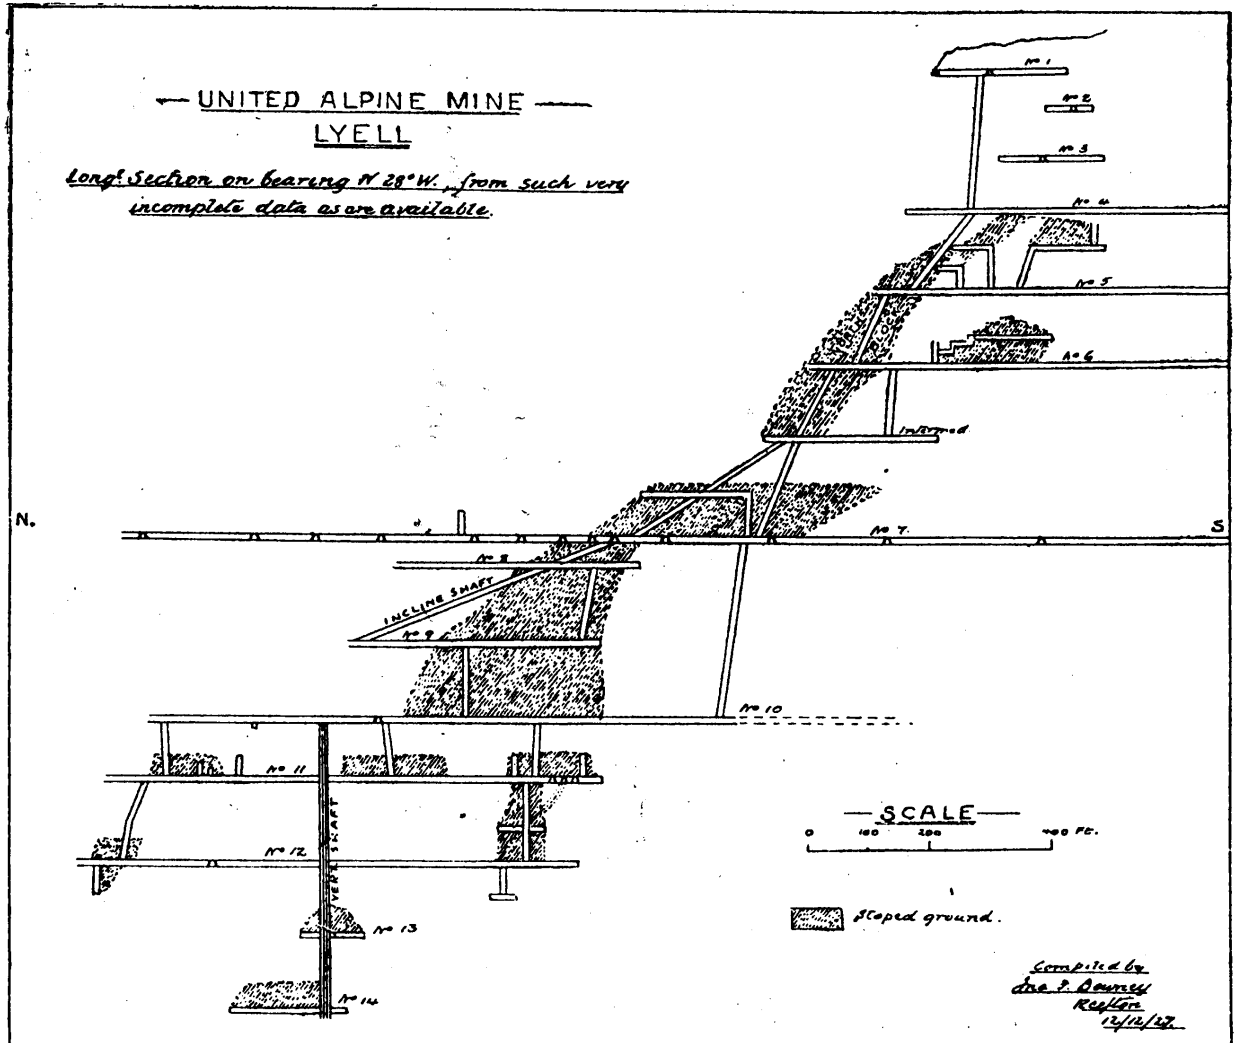 UNITED ALPINE MINE
LYELL
Longl. Section on bearing N 28° W., from such very
incomplete data as are available.
No 1
No 2
No 3
No 4
No 5
No 6
Intermed.
N.
S
No 7
No 8
INCLINE SHAFT
No 9
No 10
No 11
VERT. SHAFT
No 12
No 13
No 14
SCALE
0 100 200 400 FT.
Stoped ground.
Compiled by
Jno. F. Downey
Reefton
12/12/27